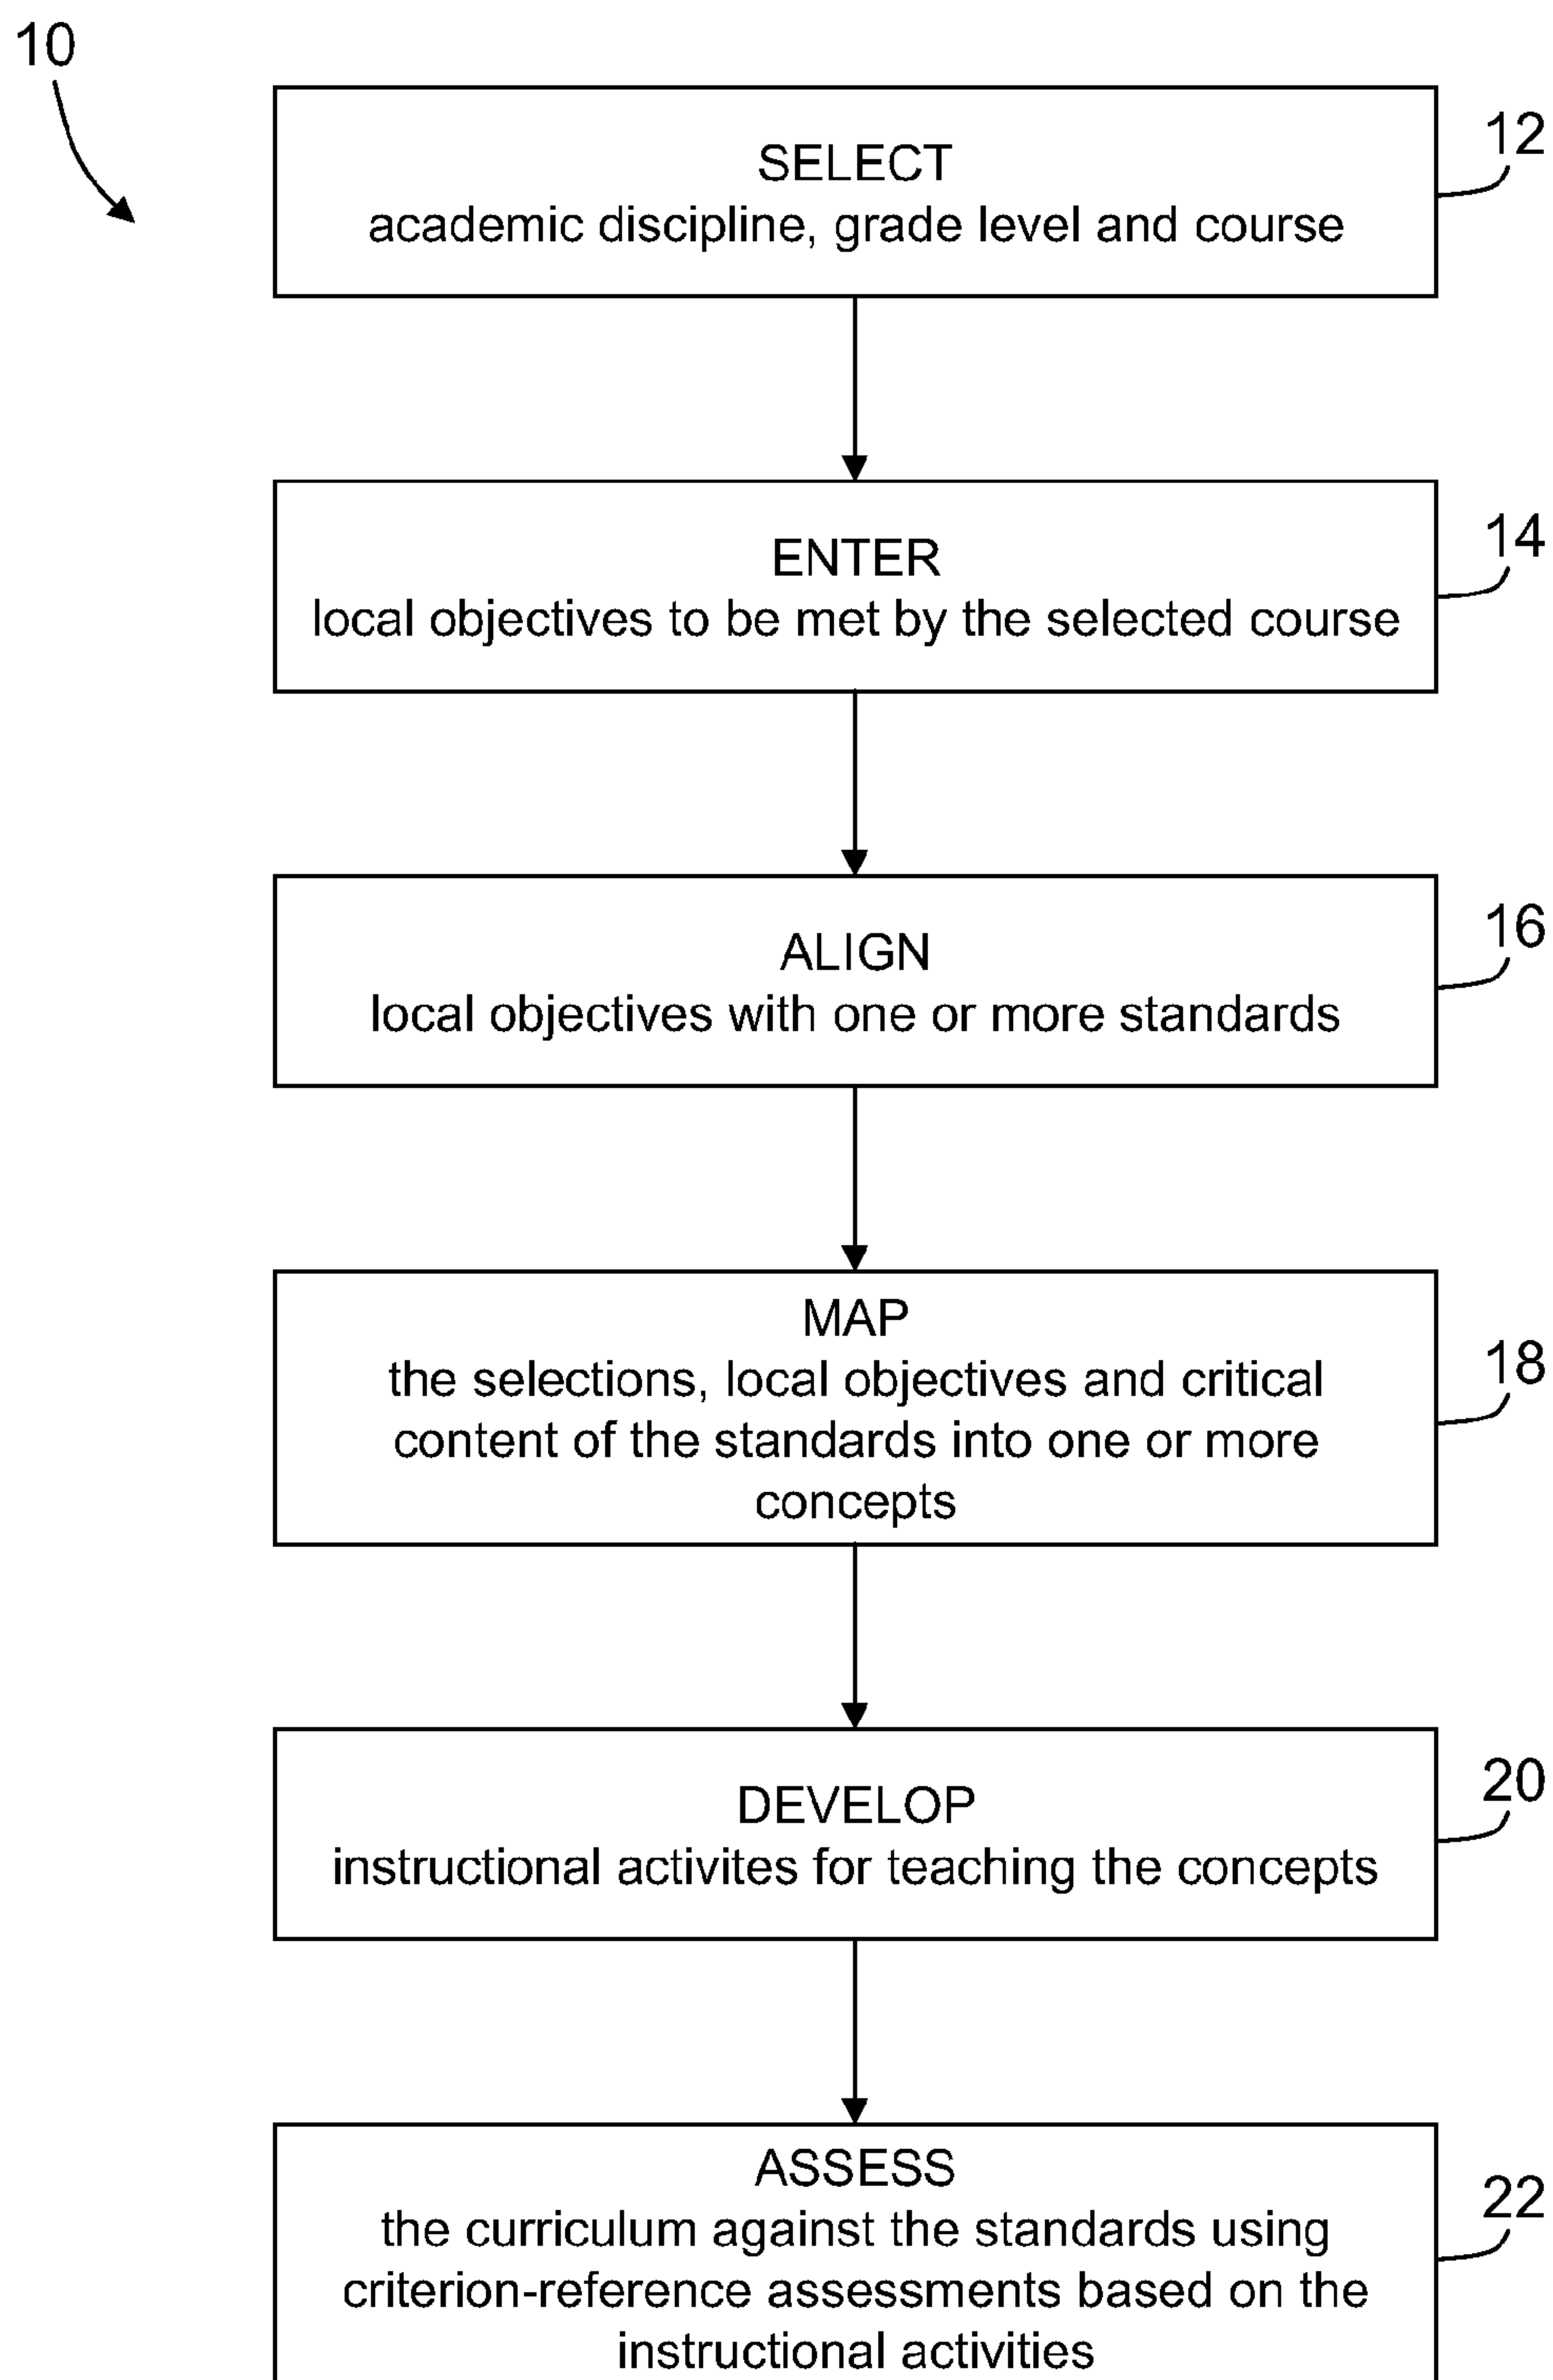 10
12
SELECT
academic discipline, grade level and course
14
ENTER
local objectives to be met by the selected course
16
ALIGN
local objectives with one or more standards
18
MAP
the selections, local objectives and critical
content of the standards into one or more
concepts
20
DEVELOP
instructional activites for teaching the concepts
22
ASSESS
the curriculum against the standards using
criterion-reference assessments based on the
instructional activities